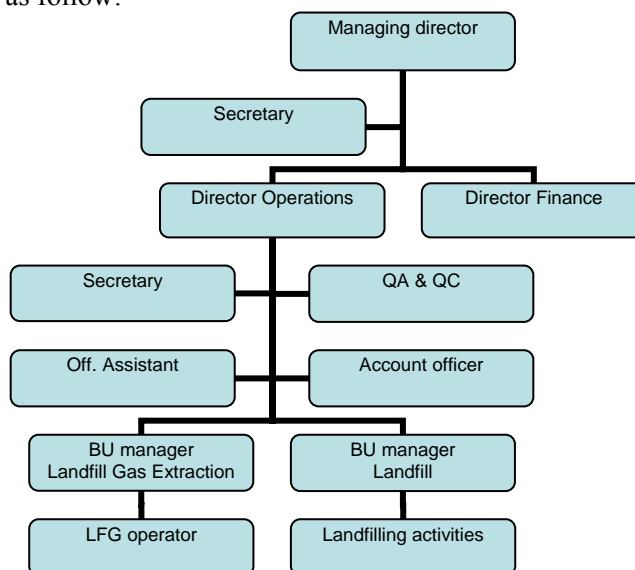 as follow:
Managing director
Secretary
Director Operations
Director Finance
Secretary
QA & QC
Off. Assistant
Account officer
BU manager
Landfill Gas Extraction
BU manager
Landfill
LFG operator
Landfilling activities